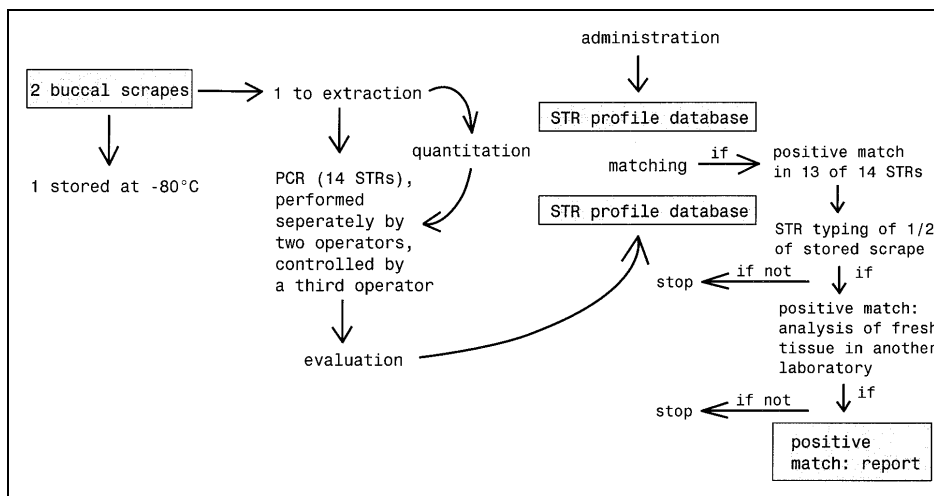 2 buccal scrapes
1 stored at -80°C
1 to extraction
quantitation
PCR (14 STRs),
performed
seperately by
two operators,
controlled by
a third operator
evaluation
administration
STR profile database
matching
if
positive match
in 13 of 14 STRs
STR profile database
STR typing of 1/2
of stored scrape
stop
if not
if
positive match:
analysis of fresh
tissue in another
laboratory
stop
if not
if
positive
match: report